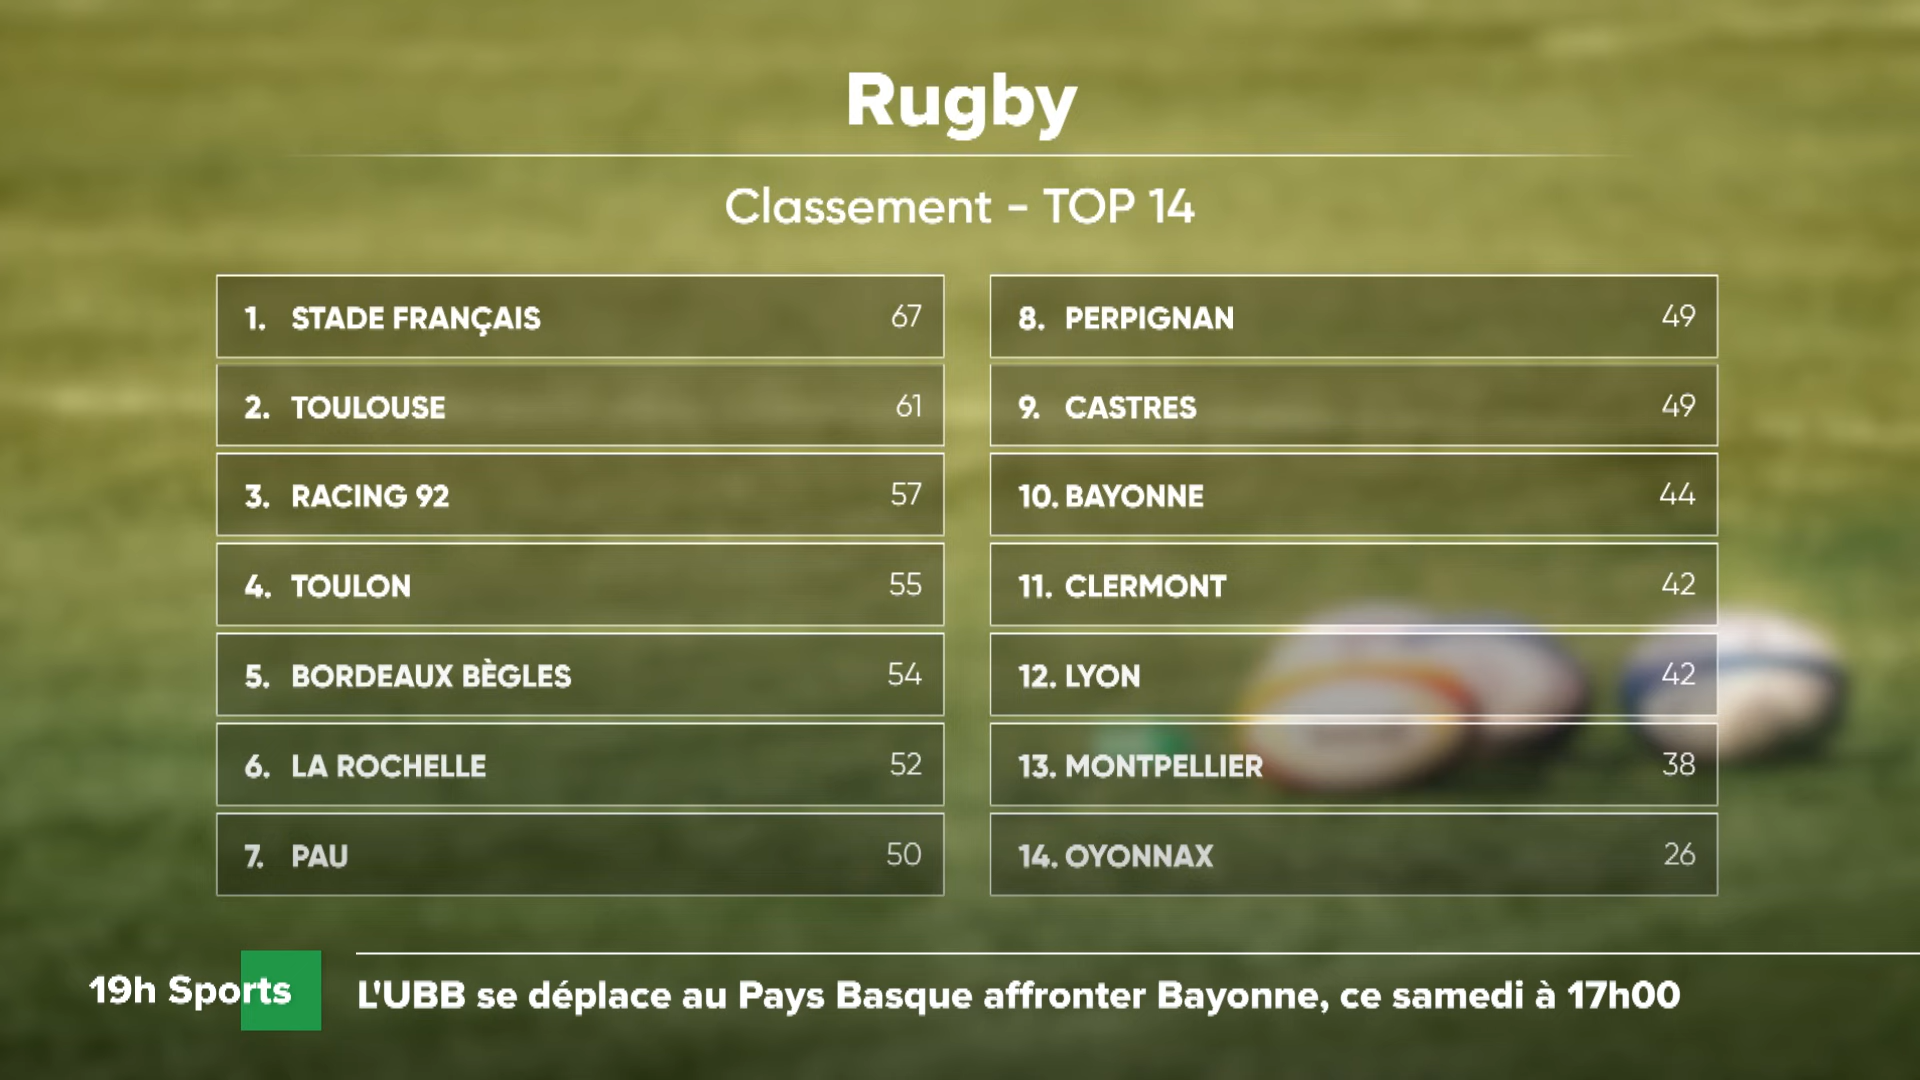 Rugby
Classement - TOP 14
1. STADE FRANÇAIS 67
2. TOULOUSE 61
3. RACING 92 57
4. TOULON 55
5. BORDEAUX BÈGLES 54
6. LA ROCHELLE 52
7. PAU 50
8. PERPIGNAN 49
9. CASTRES 49
10. BAYONNE 44
11. CLERMONT 42
12. LYON 42
13. MONTPELLIER 38
14. OYONNAX 26
19h Sports
L'UBB se déplace au Pays Basque affronter Bayonne, ce samedi à 17h00